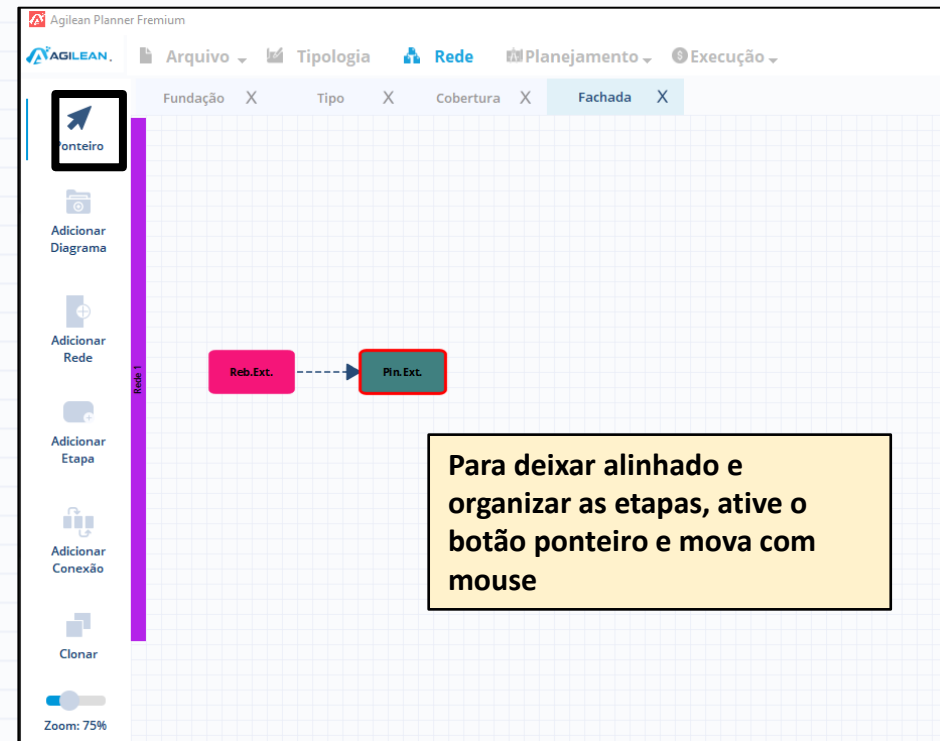 Agilean Planner Fremium
AGILEAN.
Arquivo
Tipologia
Rede
Planejamento
Execução
Fundação X
Tipo X
Cobertura X
Fachada X
Ponteiro
Adicionar
Diagrama
Adicionar
Rede
Adicionar
Etapa
Adicionar
Conexão
Clonar
Zoom: 75%
Rede 1
Reb.Ext.
Pin.Ext.
Para deixar alinhado e
organizar as etapas, ative o
botão ponteiro e mova com
mouse